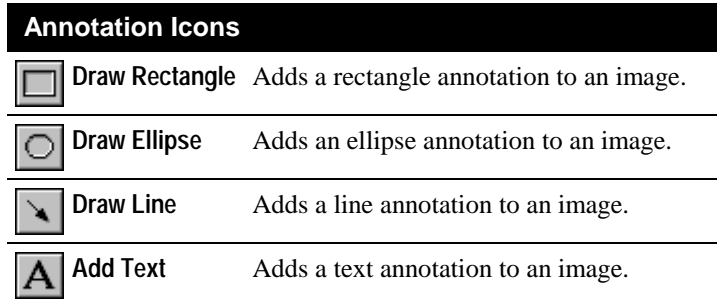 Annotation Icons
Draw Rectangle Adds a rectangle annotation to an image.
Draw Ellipse Adds an ellipse annotation to an image.
Draw Line Adds a line annotation to an image.
A Add Text Adds a text annotation to an image.